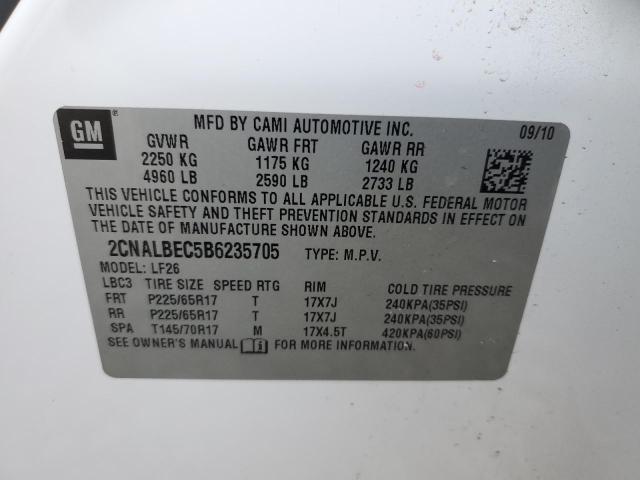 GM ®
MFD BY CAMI AUTOMOTIVE INC. 09/10
GVWR GAWR FRT GAWR RR
2250 KG 1175 KG 1240 KG
4960 LB 2590 LB 2733 LB
THIS VEHICLE CONFORMS TO ALL APPLICABLE U.S. FEDERAL MOTOR
VEHICLE SAFETY AND THEFT PREVENTION STANDARDS IN EFFECT ON
THE DATE OF MANUFACTURE SHOWN ABOVE.
2CNALBEC5B6235705 TYPE: M.P.V.
MODEL: LF26
LBC3 TIRE SIZE SPEED RTG RIM COLD TIRE PRESSURE
FRT P225/65R17 T 17X7J 240KPA(35PSI)
RR P225/65R17 T 17X7J 240KPA(35PSI)
SPA T145/70R17 M 17X4.5T 420KPA(60PSI)
SEE OWNER'S MANUAL FOR MORE INFORMATION.